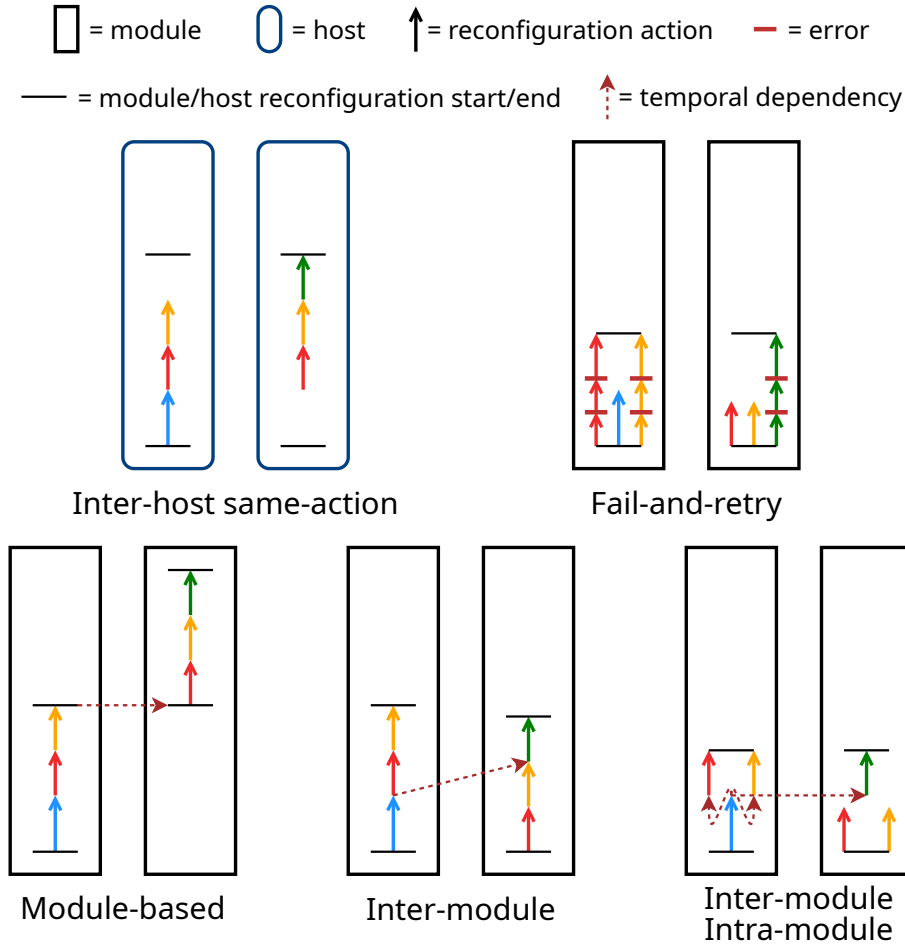 = module = host = reconfiguration action = error
= module/host reconfiguration start/end = temporal dependency
Inter-host same-action Fail-and-retry
Module-based Inter-module Inter-module
Intra-module